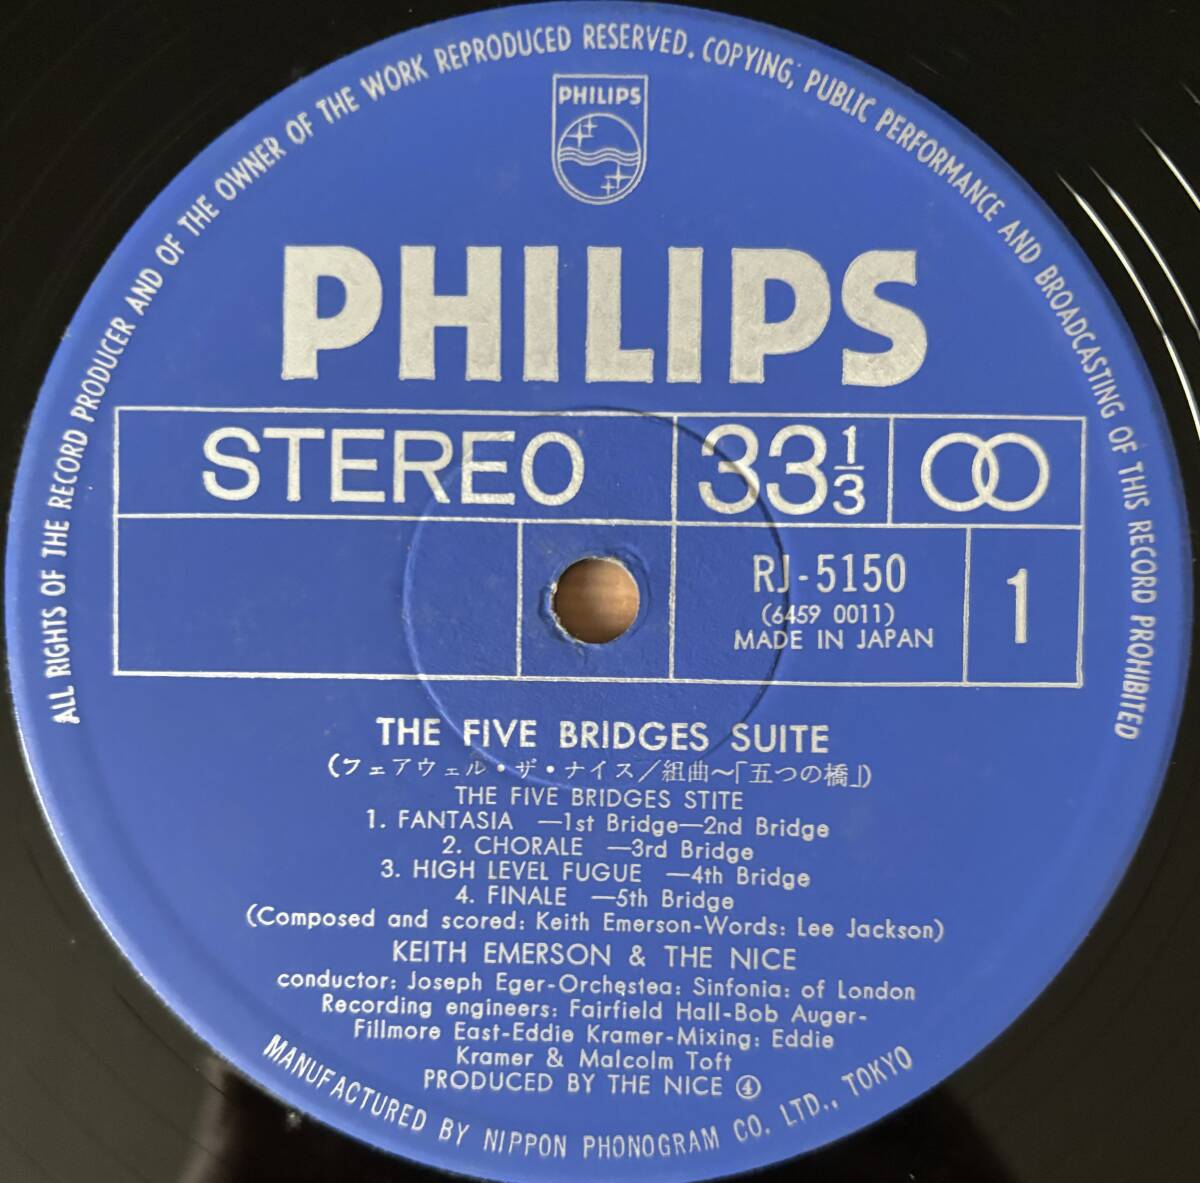 ALL RIGHTS OF THE RECORD PRODUCER AND OF THE OWNER OF THE WORK REPRODUCED RESERVED. COPYING, PUBLIC PERFORMANCE AND BROADCASTING OF THIS RECORD PROHIBITED
PHILIPS
PHILIPS
STEREO 33 1/3
RJ-5150
(6459 0011)
MADE IN JAPAN
1
THE FIVE BRIDGES SUITE
(フェアウェル・ザ・ナイス/組曲〜「五つの橋」)
THE FIVE BRIDGES STITE
1. FANTASIA —1st Bridge—2nd Bridge
2. CHORALE —3rd Bridge
3. HIGH LEVEL FUGUE —4th Bridge
4. FINALE —5th Bridge
(Composed and scored: Keith Emerson-Words: Lee Jackson)
KEITH EMERSON & THE NICE
conductor: Joseph Eger-Orchestea: Sinfonia: of London
Recording engineers: Fairfield Hall-Bob Auger-
Fillmore East-Eddie Kramer-Mixing: Eddie
Kramer & Malcolm Toft
PRODUCED BY THE NICE ④
MANUFACTURED BY NIPPON PHONOGRAM CO. LTD., TOKYO